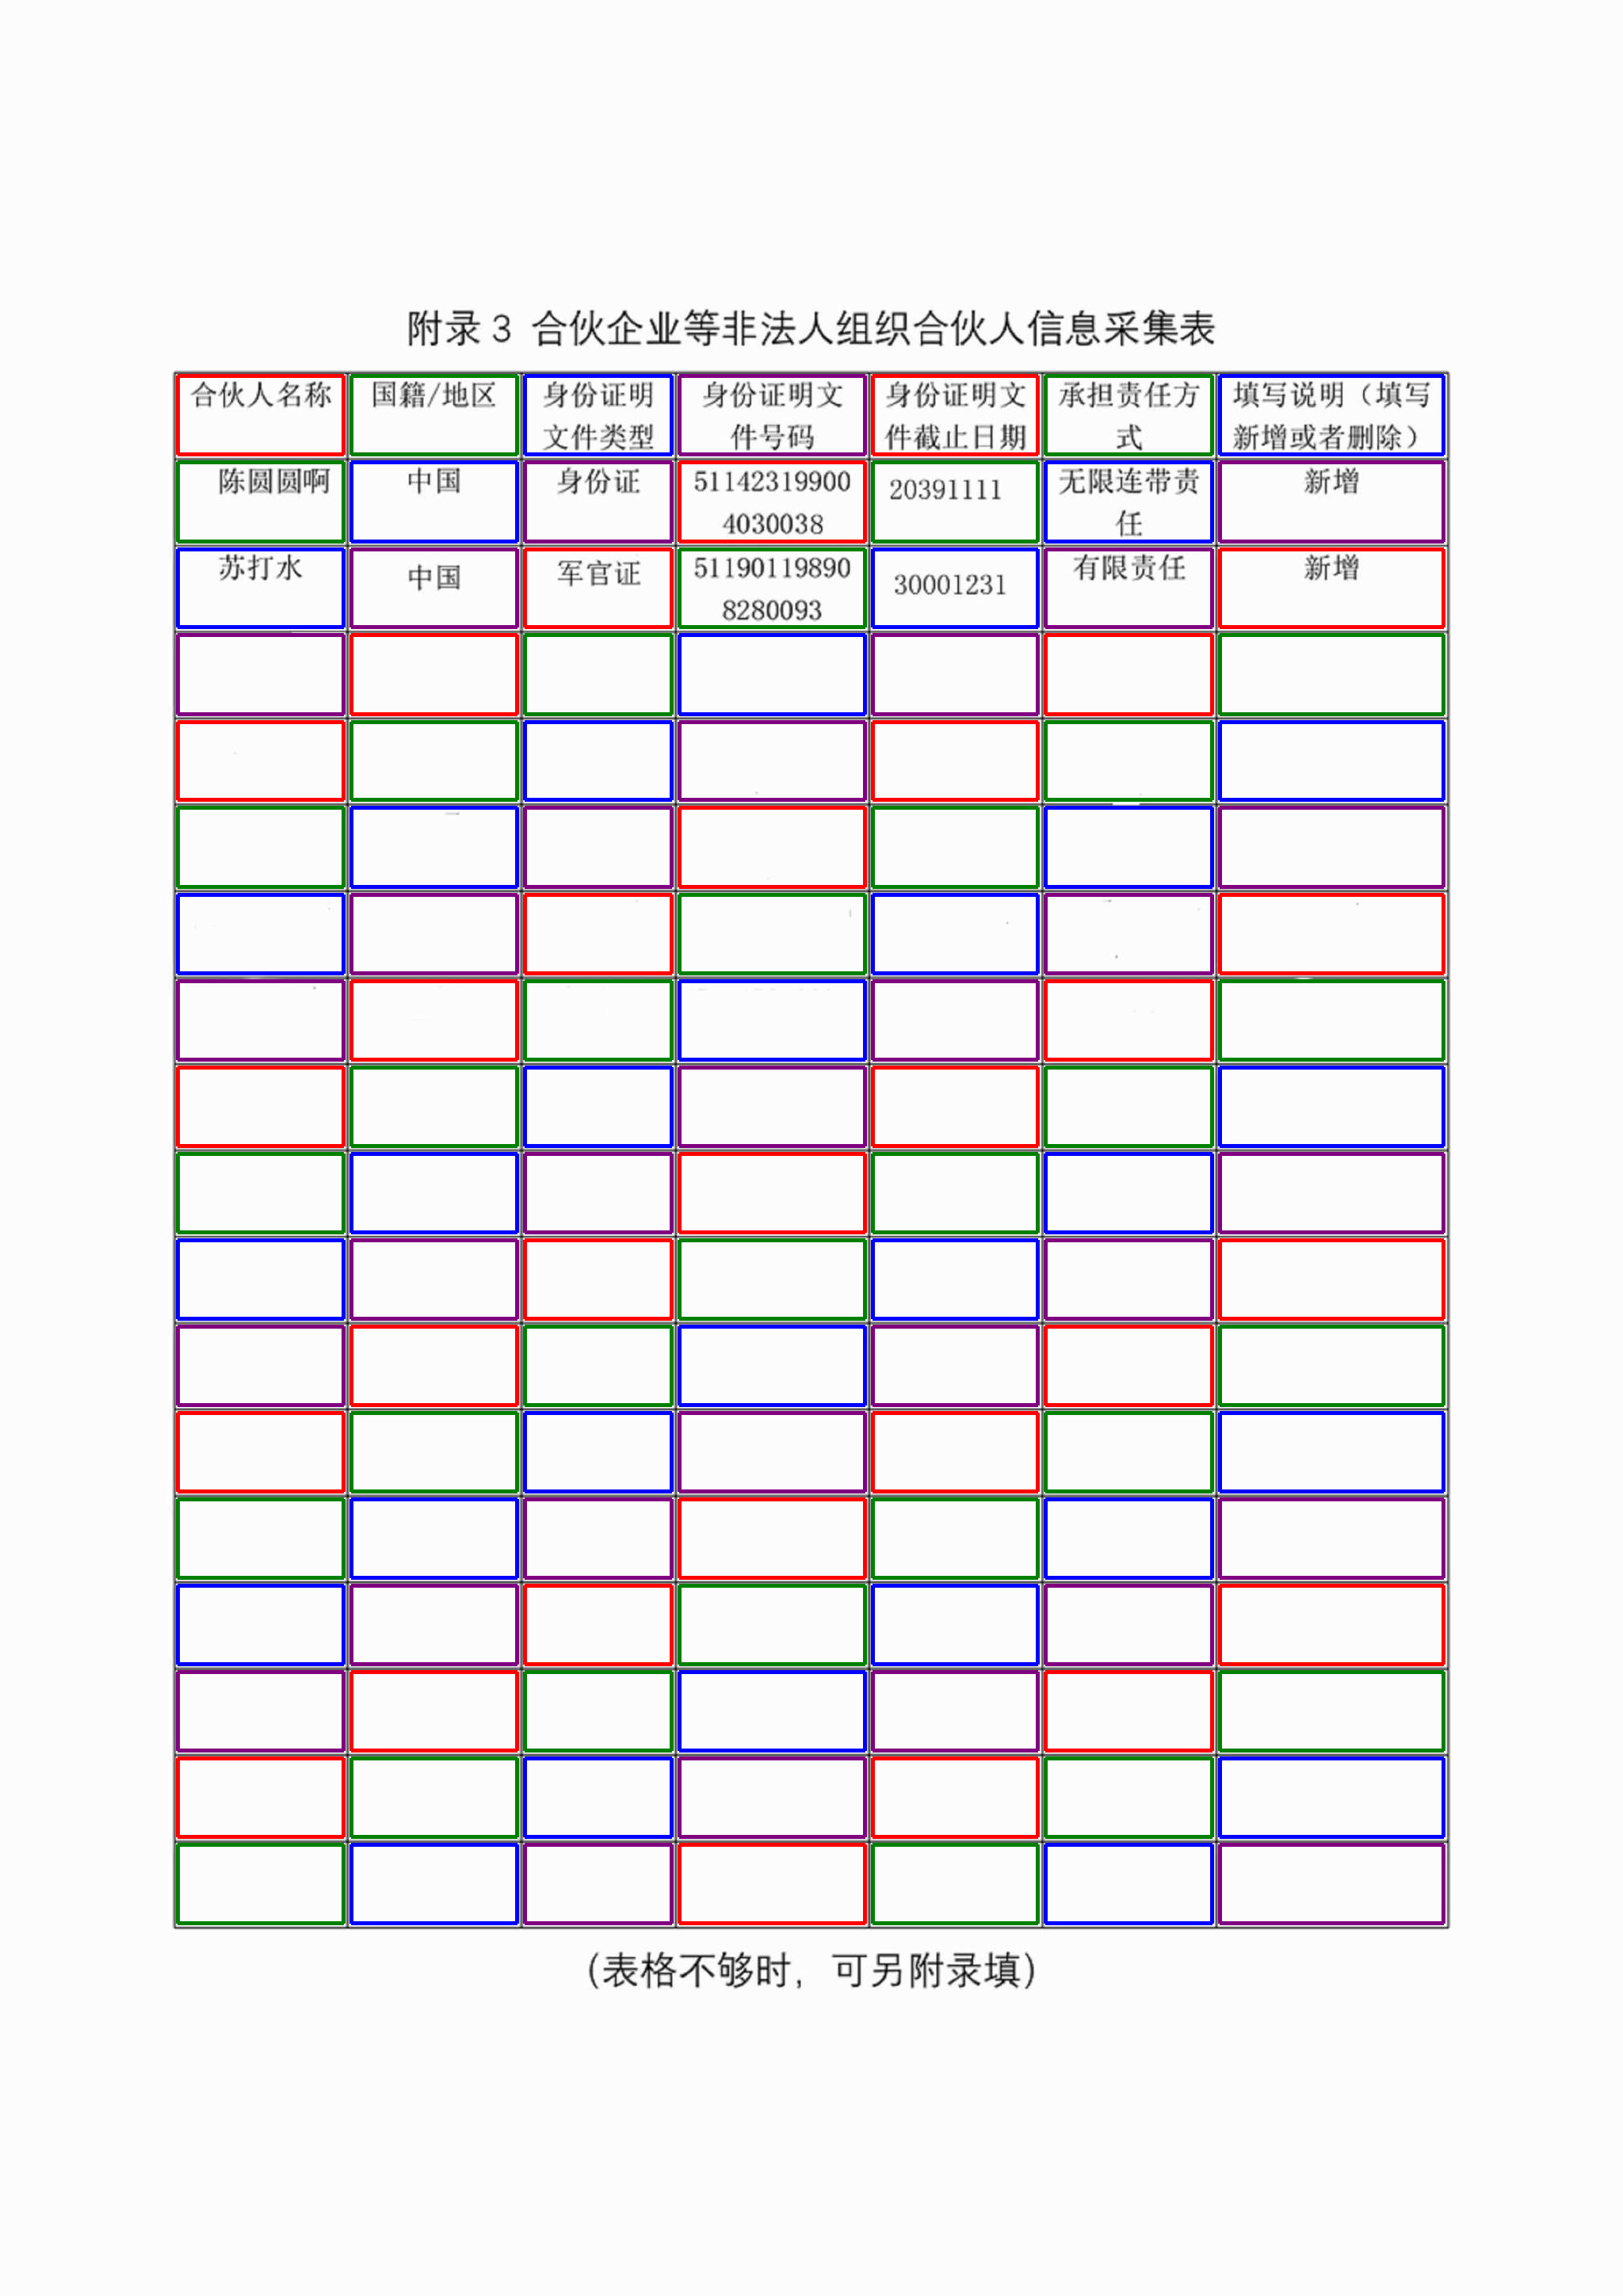 附录 3 合伙企业等非法人组织合伙人信息采集表
合伙人名称 国籍/地区 身份证明 身份证明文 身份证明文 承担责任方 填写说明（填写
文件类型 件号码 件截止日期 式 新增或者删除）
陈圆圆啊 中国 身份证 51142319900 20391111 无限连带责 新增
4030038 任
苏打水 中国 军官证 51190119890 30001231 有限责任 新增
8280093
(表格不够时，可另附录填)